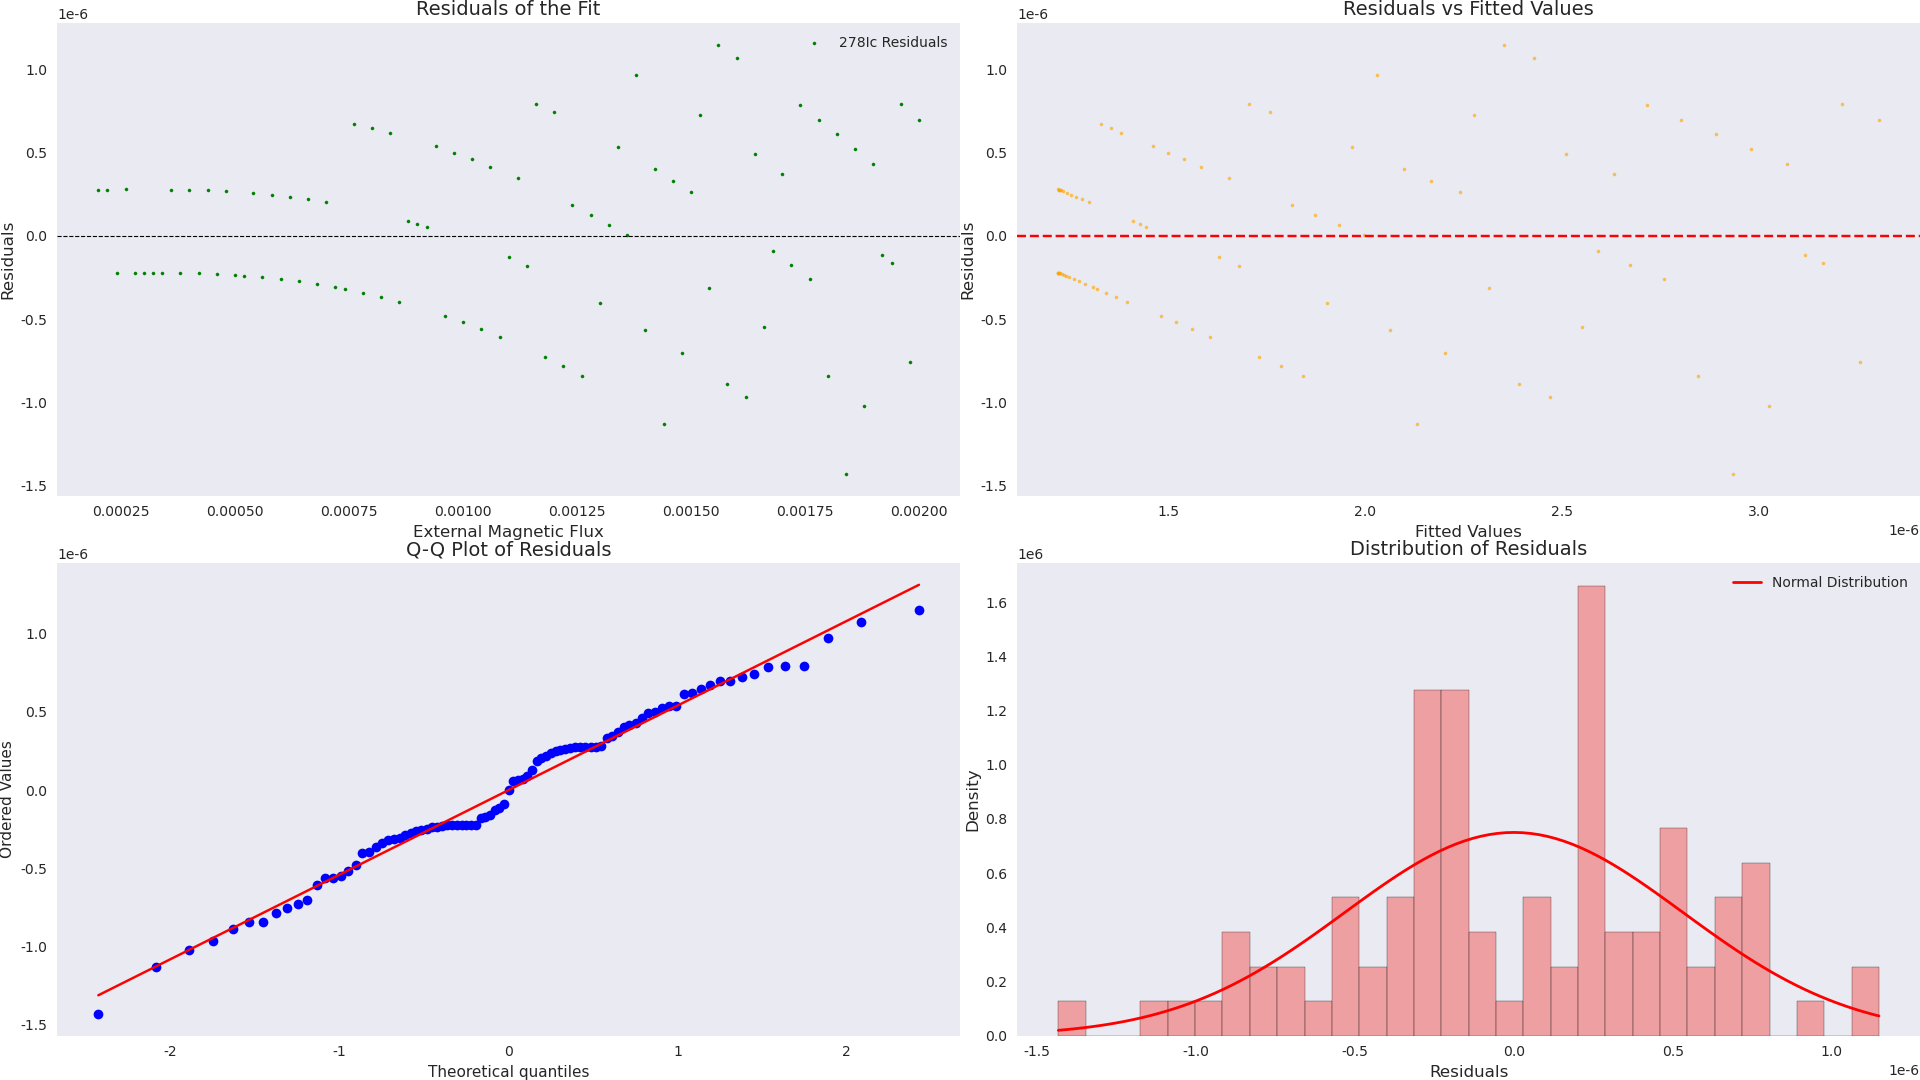 Residuals of the Fit
1e-6
278Ic Residuals
1.0
0.5
0.0
-0.5
-1.0
-1.5
Residuals
0.00025 0.00050 0.00075 0.00100 0.00125 0.00150 0.00175 0.00200
External Magnetic Flux
Residuals vs Fitted Values
1e-6
1.0
0.5
0.0
-0.5
-1.0
-1.5
Residuals
1.5 2.0 2.5 3.0
1e-6
Fitted Values
Q-Q Plot of Residuals
1e-6
1.0
0.5
0.0
-0.5
-1.0
-1.5
Ordered Values
-2 -1 0 1 2
Theoretical quantiles
Distribution of Residuals
1e6
Normal Distribution
1.6
1.4
1.2
1.0
0.8
0.6
0.4
0.2
0.0
Density
-1.5 -1.0 -0.5 0.0 0.5 1.0
1e-6
Residuals